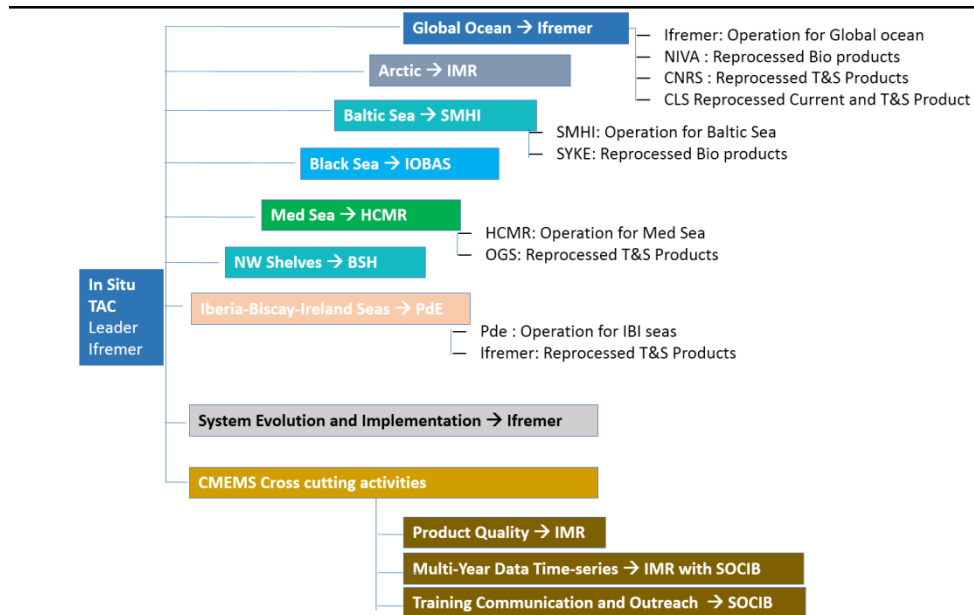 Global Ocean → Ifremer
Ifremer: Operation for Global ocean
NIVA : Reprocessed Bio products
CNRS : Reprocessed T&S Products
CLS Reprocessed Current and T&S Product
Arctic → IMR
Baltic Sea → SMHI
SMHI: Operation for Baltic Sea
SYKE: Reprocessed Bio products
Black Sea → IOBAS
Med Sea → HCMR
HCMR: Operation for Med Sea
OGS: Reprocessed T&S Products
NW Shelves → BSH
In Situ
TAC
Leader
Ifremer
Iberia-Biscay-Ireland Seas → PdE
Pde : Operation for IBI seas
Ifremer: Reprocessed T&S Products
System Evolution and Implementation → Ifremer
CMEMS Cross cutting activities
Product Quality → IMR
Multi-Year Data Time-series → IMR with SOCIB
Training Communication and Outreach → SOCIB